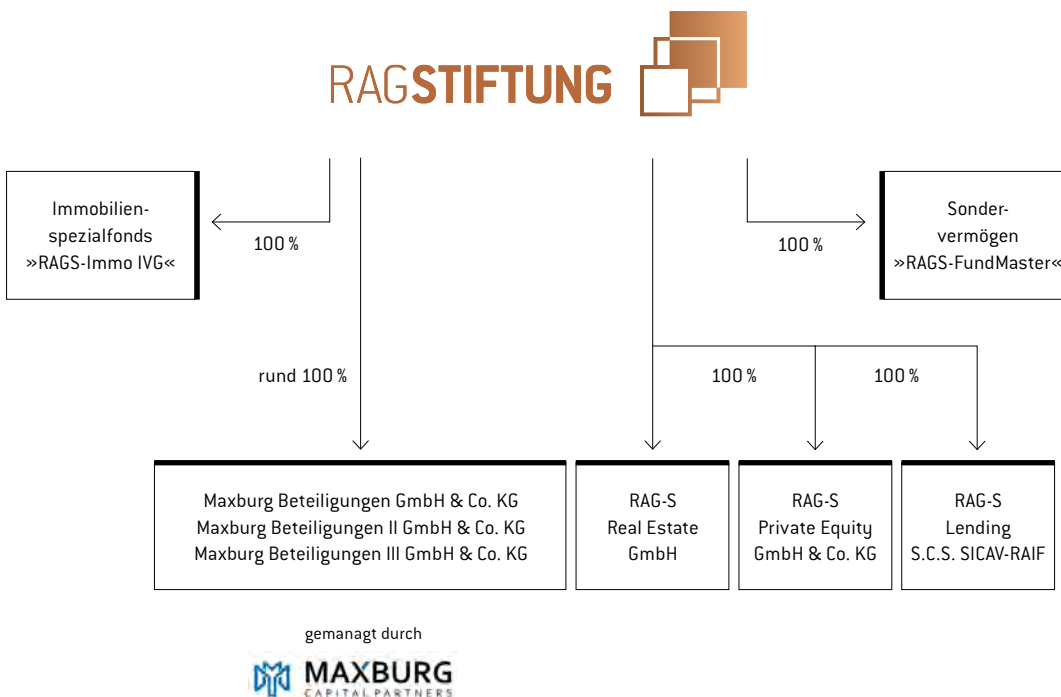 RAGSTIFTUNG
Immobilien-
spezialfonds
»RAGS-Immo IVG«
100 %
100 %
Sonder-
vermögen
»RAGS-FundMaster«
rund 100 %
100 %
100 %
Maxburg Beteiligungen GmbH & Co. KG
Maxburg Beteiligungen II GmbH & Co. KG
Maxburg Beteiligungen III GmbH & Co. KG
RAG-S
Real Estate
GmbH
RAG-S
Private Equity
GmbH & Co. KG
RAG-S
Lending
S.C.S. SICAV-RAIF
gemanagt durch
MAXBURG
CAPITAL PARTNERS